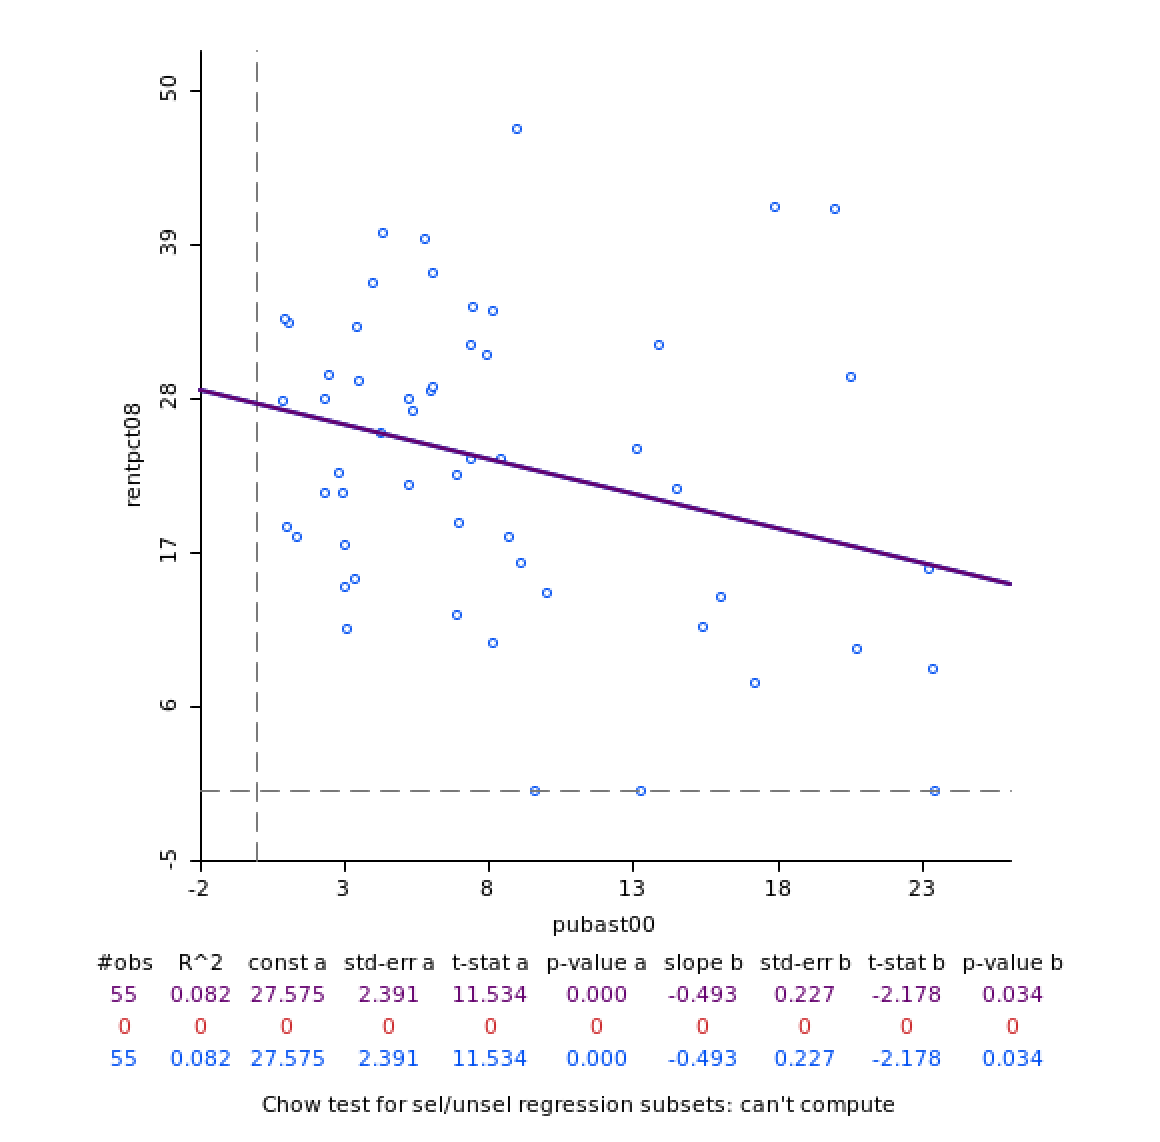 50
39
28
17
6
-5
rentpct08
-2 3 8 13 18 23
pubast00
#obs R^2 const a std-err a t-stat a p-value a slope b std-err b t-stat b p-value b
55 0.082 27.575 2.391 11.534 0.000 -0.493 0.227 -2.178 0.034
0 0 0 0 0 0 0 0 0 0
55 0.082 27.575 2.391 11.534 0.000 -0.493 0.227 -2.178 0.034
Chow test for sel/unsel regression subsets: can't compute